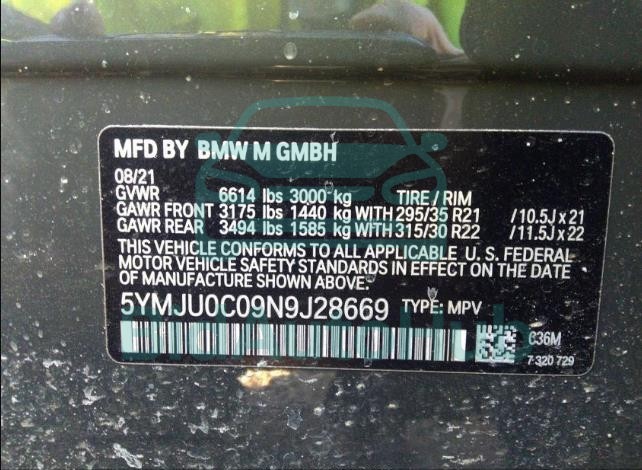 MFD BY BMW M GMBH
08/21
GVWR 6614 lbs 3000 kg TIRE / RIM
GAWR FRONT 3175 lbs 1440 kg WITH 295/35 R21 /10.5J x 21
GAWR REAR 3494 lbs 1585 kg WITH 315/30 R22 /11.5J x 22
THIS VEHICLE CONFORMS TO ALL APPLICABLE U. S. FEDERAL
MOTOR VEHICLE SAFETY STANDARDS IN EFFECT ON THE DATE
OF MANUFACTURE SHOWN ABOVE.
5YMJU0C09N9J28669 TYPE: MPV
C36M
7 320 729